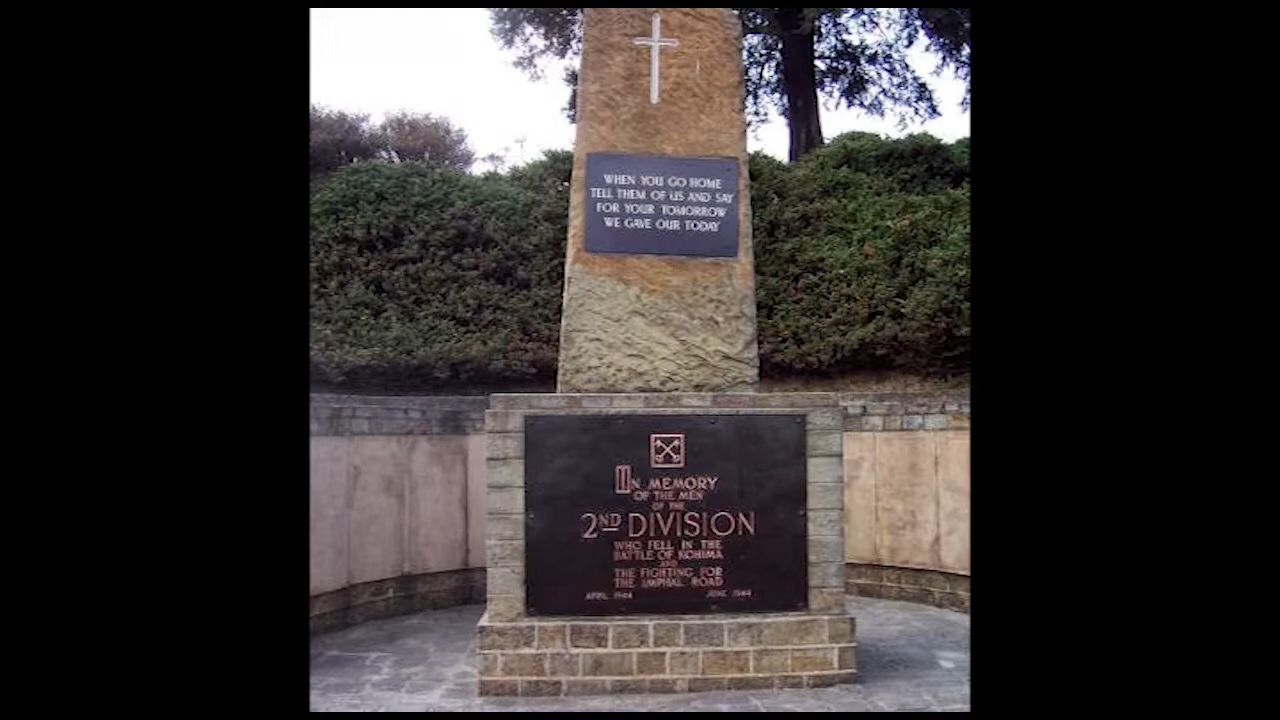 WHEN YOU GO HOME
TELL THEM OF US AND SAY
FOR YOUR TOMORROW
WE GAVE OUR TODAY
IN MEMORY
OF THE MEN
OF THE
2ND DIVISION
WHO FELL IN THE
BATTLE OF KOHIMA
AND
THE FIGHTING FOR
THE IMPHAL ROAD
APRIL 1944 JUNE 1944